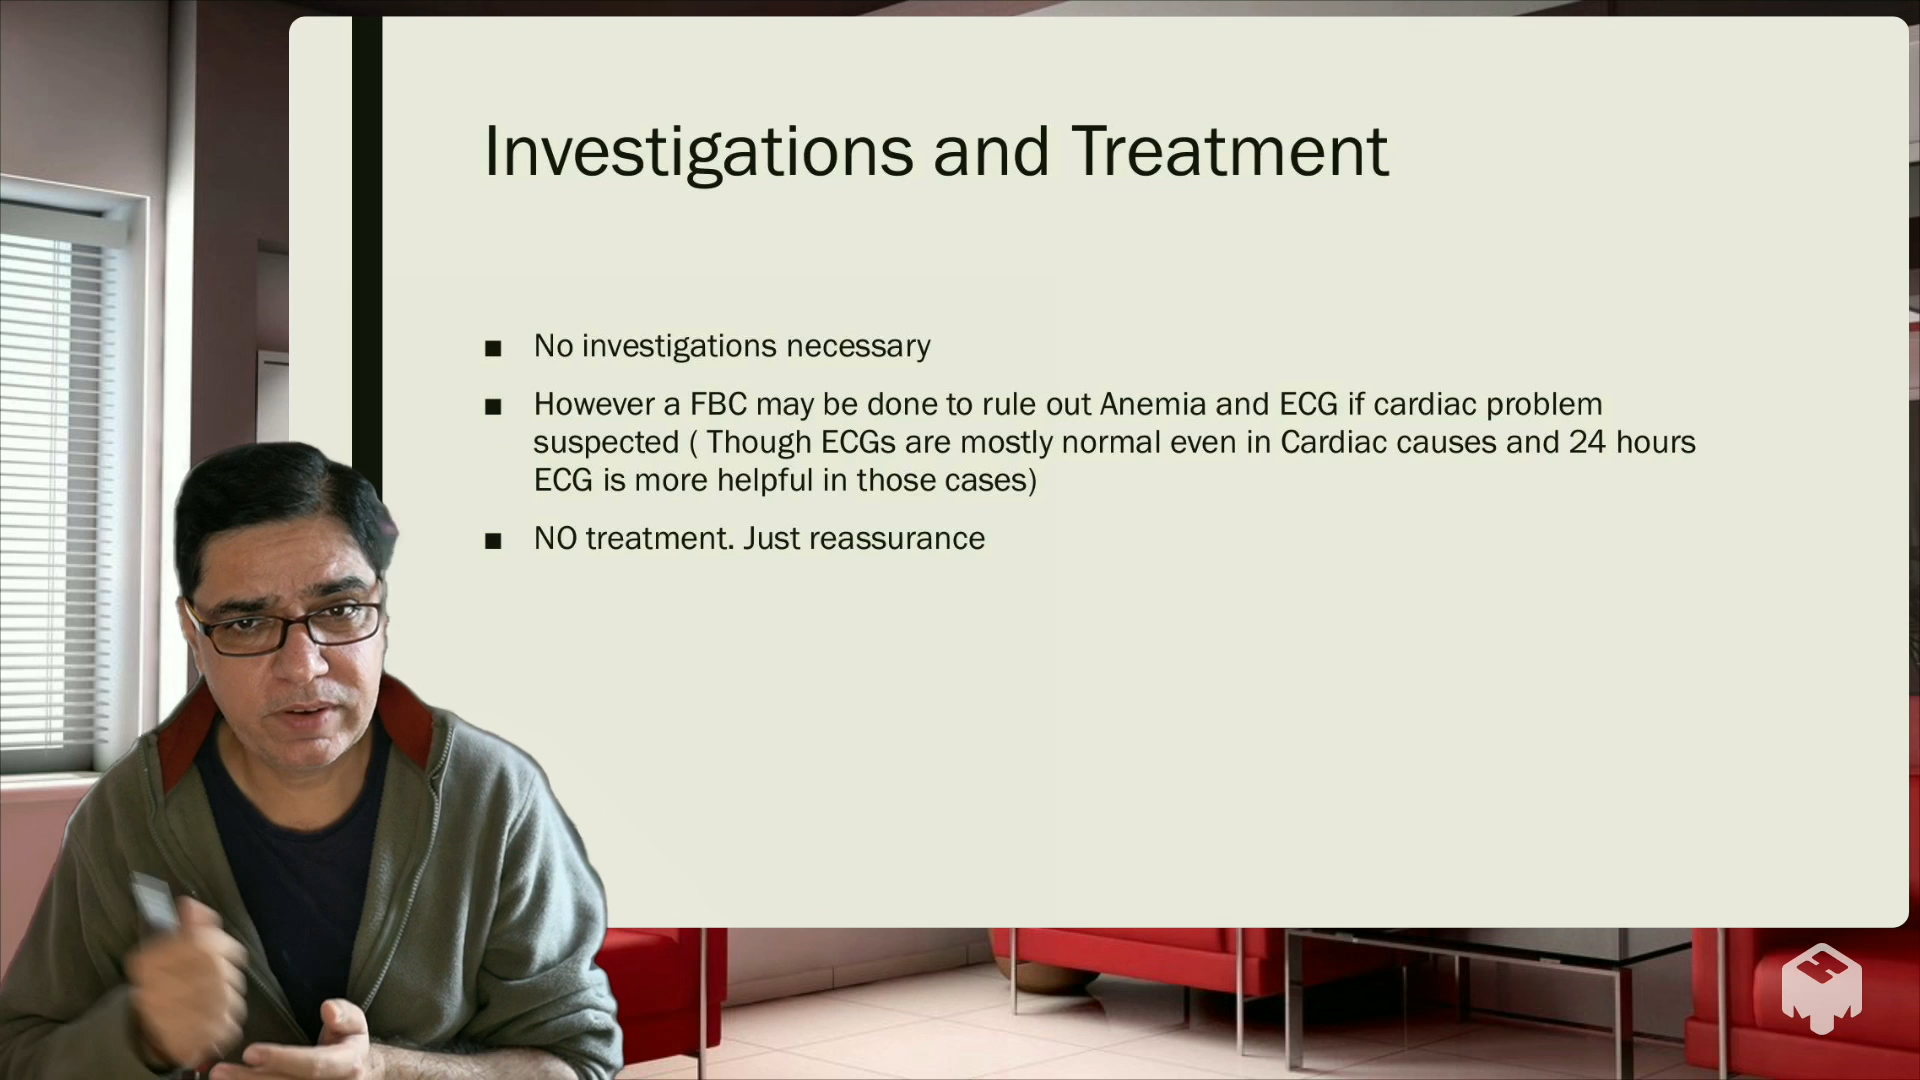 Investigations and Treatment
■ No investigations necessary
■ However a FBC may be done to rule out Anemia and ECG if cardiac problem
suspected ( Though ECGs are mostly normal even in Cardiac causes and 24 hours
ECG is more helpful in those cases)
■ NO treatment. Just reassurance